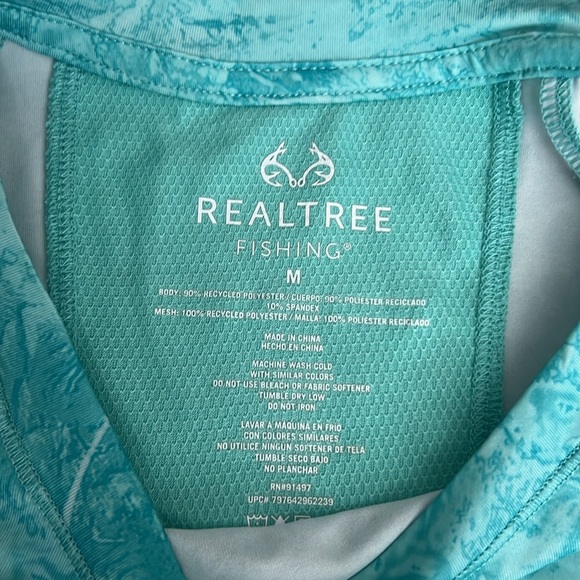 REALTREE
FISHING®
M
BODY: 90% RECYCLED POLYESTER / CUERPO: 90% POLIESTER RECICLADO
10% SPANDEX
MESH: 100% RECYCLED POLYESTER / MALLA: 100% POLIESTER RECICLADO
MADE IN CHINA
HECHO EN CHINA
MACHINE WASH COLD
WITH SIMILAR COLORS
DO NOT USE BLEACH OR FABRIC SOFTENER
TUMBLE DRY LOW
DO NOT IRON
LAVAR A MÁQUINA EN FRIO
CON COLORES SIMILARES
NO UTILICE NINGUN SOFTENER DE TELA
TUMBLE SECO BAJO
NO PLANCHAR
RN#91497
UPC# 797642962239